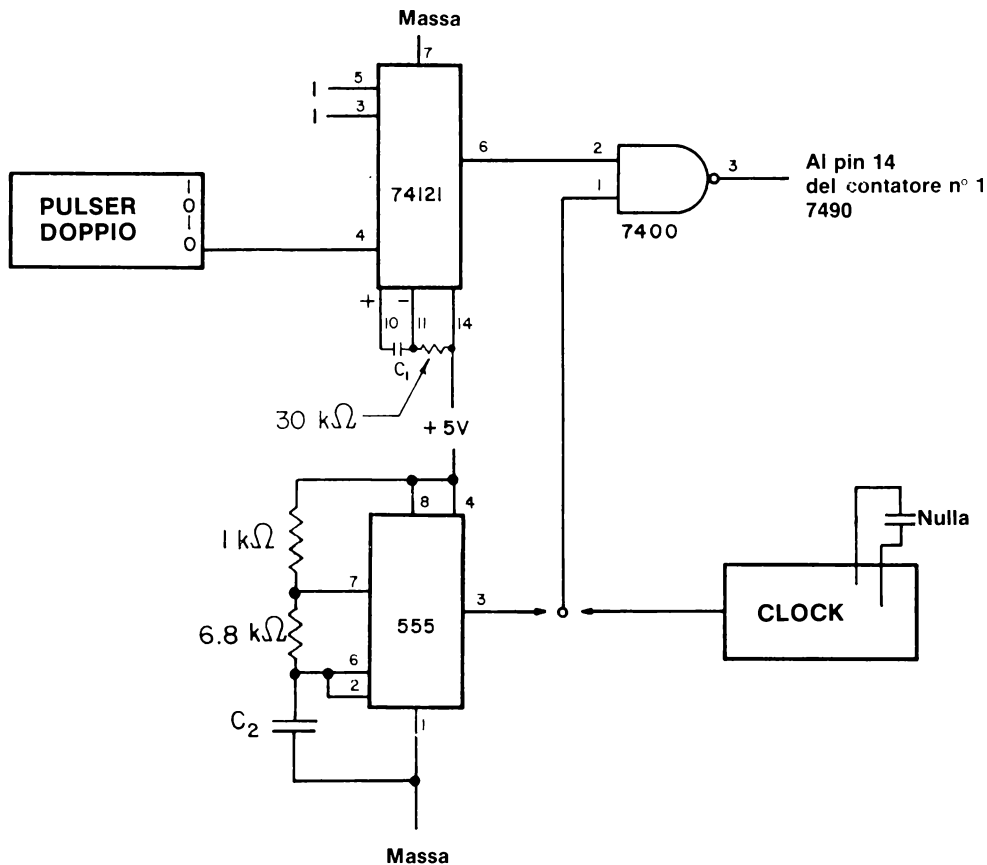 Massa
7
1 5
1 3
74121
6
2
1
3
7400
Al pin 14
del contatore n° 1
7490
PULSER
DOPPIO
1
0
1
0
4
+ −
10 11 14
C1
30 kΩ
+ 5V
8 4
1 kΩ
7
555
3
6.8 kΩ
6
2
C2
1
Massa
Nulla
CLOCK